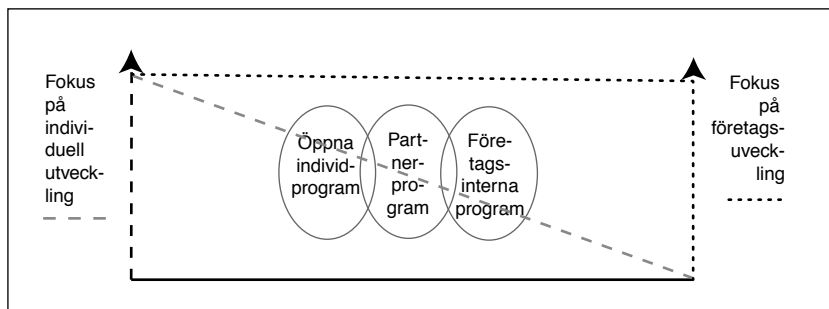 Fokus
på
individi-
duell
utveck-
ling
Öppna
individ-
program
Part-
ner-
pro-
gram
Före-
tags-
interna
program
Fokus
på
företags-
uveck-
ling